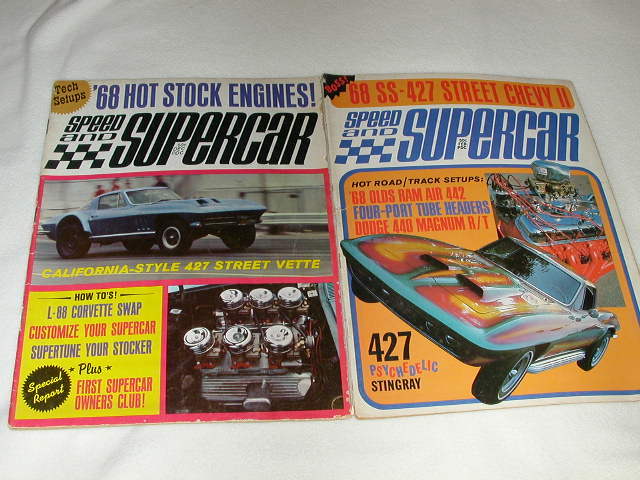 Tech
Setups
'68 HOT STOCK ENGINES!
SPEED
and
SUPERCAR
CALIFORNIA-STYLE 427 STREET VETTE
HOW TO'S!
L-88 CORVETTE SWAP
CUSTOMIZE YOUR SUPERCAR
SUPERTUNE YOUR STOCKER
Plus
FIRST SUPERCAR
OWNERS CLUB!
Special
Report
BOSS!
'68 SS-427 STREET CHEVY II
SPEED
and
SUPERCAR
HOT ROAD/TRACK SETUPS:
'68 OLDS RAM AIR 442
FOUR-PORT TUBE HEADERS
DODGE 440 MAGNUM R/T
427
PSYCHEDELIC
STINGRAY